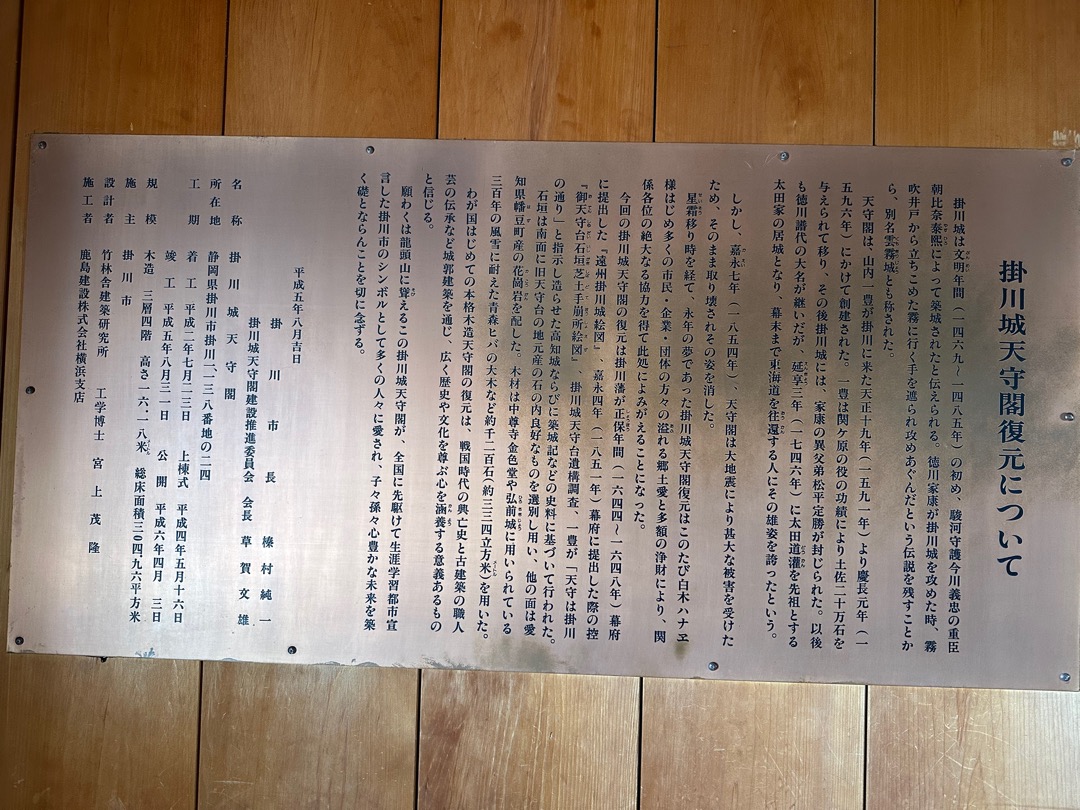 掛川城天守閣復元について
掛川城は文明年間（一四六九～一四八五年）の初め、駿河守護今川義忠の重臣
朝比奈泰熙によって築城されたと伝えられる。徳川家康が掛川城を攻めた時、霧
吹井戸から立ちこめた霧に行く手を遮られ攻めあぐんだという伝説を残すことか
ら、別名雲霧城とも称された。
天守閣は、山内一豊が掛川に来た天正十九年（一五九一年）より慶長元年（一
五九六年）にかけて創建された。一豊は関ケ原の役の功績により土佐二十万石を
与えられて移り、その後掛川城には、家康の異父弟松平定勝が封じられた。以後
も徳川譜代の大名が継いだが、延享三年（一七四六年）に太田道灌を先祖とする
太田家の居城となり、幕末まで東海道を往還する人にその雄姿を誇ったという。
しかし、嘉永七年（一八五四年）、天守閣は大地震により甚大な被害を受けた
ため、そのまま取り壊されその姿を消した。
星霜移り時を経て、永年の夢であった掛川城天守閣復元はこのたび白木ハナヱ
様はじめ多くの市民・企業・団体の方々の溢れる郷土愛と多額の浄財により、関
係各位の絶大なる協力を得て此処によみがえることになった。
今回の掛川城天守閣の復元は掛川藩が正保年間（一六四四～一六四八年）幕府
に提出した『遠州掛川城絵図』、嘉永四年（一八五一年）幕府に提出した際の控
『御天守台石垣芝土手崩所絵図』、掛川城天守台遺構調査、一豊が「天守は掛川
の通り」と指示し造らせた高知城ならびに築城記などの史料に基づいて行われた。
石垣は南面に旧天守台の地元産の石の内良好なものを選別し用い、他の面は愛
知県幡豆町産の花崗岩を配した。木材は中尊寺金色堂や弘前城に用いられている
三百年の風雪に耐えた青森ヒバの大木など約千二百石（約三三四立方米）を用いた。
わが国はじめての本格木造天守閣の復元は、戦国時代の興亡史と古建築の職人
芸の伝承など城郭建築を通じ、広く歴史や文化を尊ぶ心を涵養する意義あるもの
と信じる。
願わくは龍頭山に聳えるこの掛川城天守閣が、全国に先駆けて生涯学習都市宣
言した掛川市のシンボルとして多くの人々に愛され、子々孫々心豊かな未来を築
く礎とならんことを切に念ずる。
平成五年八月吉日
掛川市長 榛村純一
掛川城天守閣建設推進委員会 会長 草賀文雄
名称 掛川城天守閣
所在地 静岡県掛川市掛川一、一三八番地の二四
工期 着工 平成二年七月二三日 上棟式 平成四年五月十六日
竣工 平成五年八月三一日 公開 平成六年四月三日
規模 木造 三層四階 高さ一六・一八米 総床面積三〇四・九六平方米
施主 掛川市
設計者 竹林舎建築研究所 工学博士 宮上茂隆
施工者 鹿島建設株式会社横浜支店